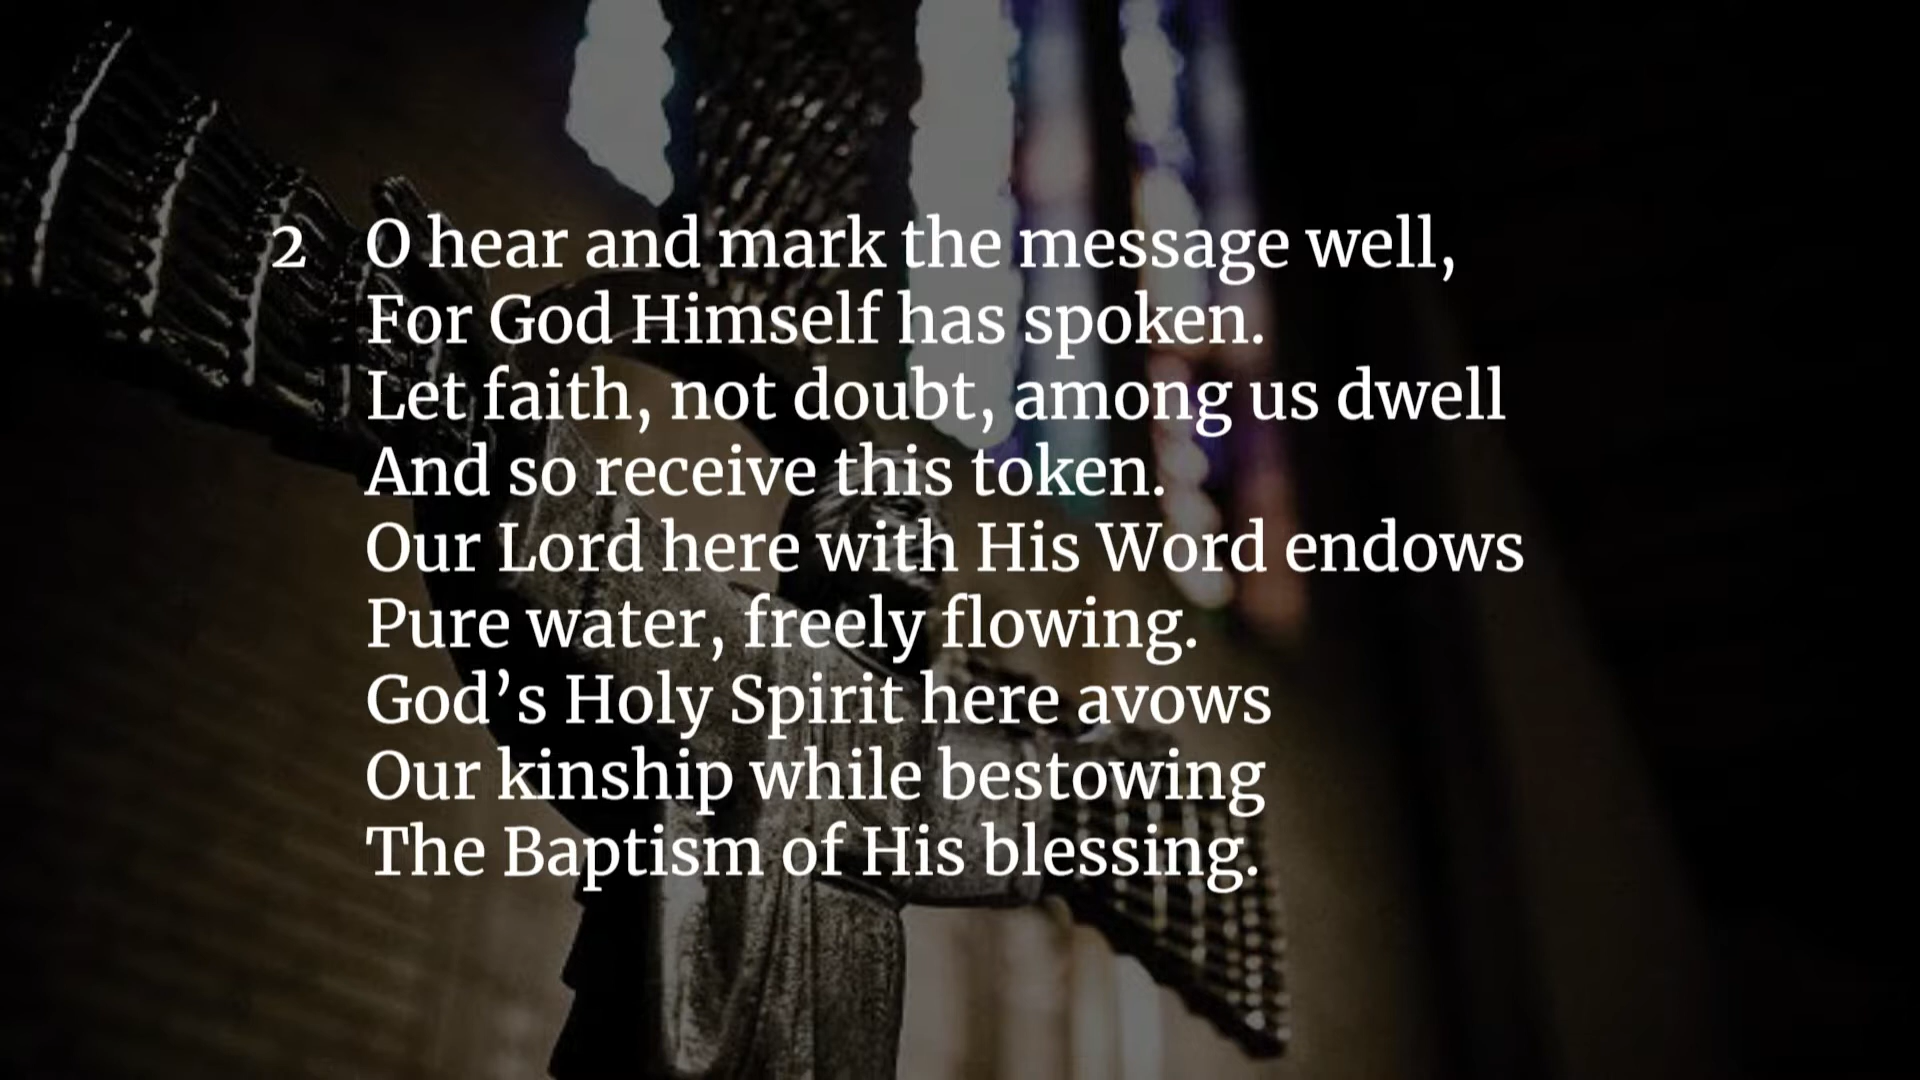 2 O hear and mark the message well,
For God Himself has spoken.
Let faith, not doubt, among us dwell
And so receive this token.
Our Lord here with His Word endows
Pure water, freely flowing.
God’s Holy Spirit here avows
Our kinship while bestowing
The Baptism of His blessing.